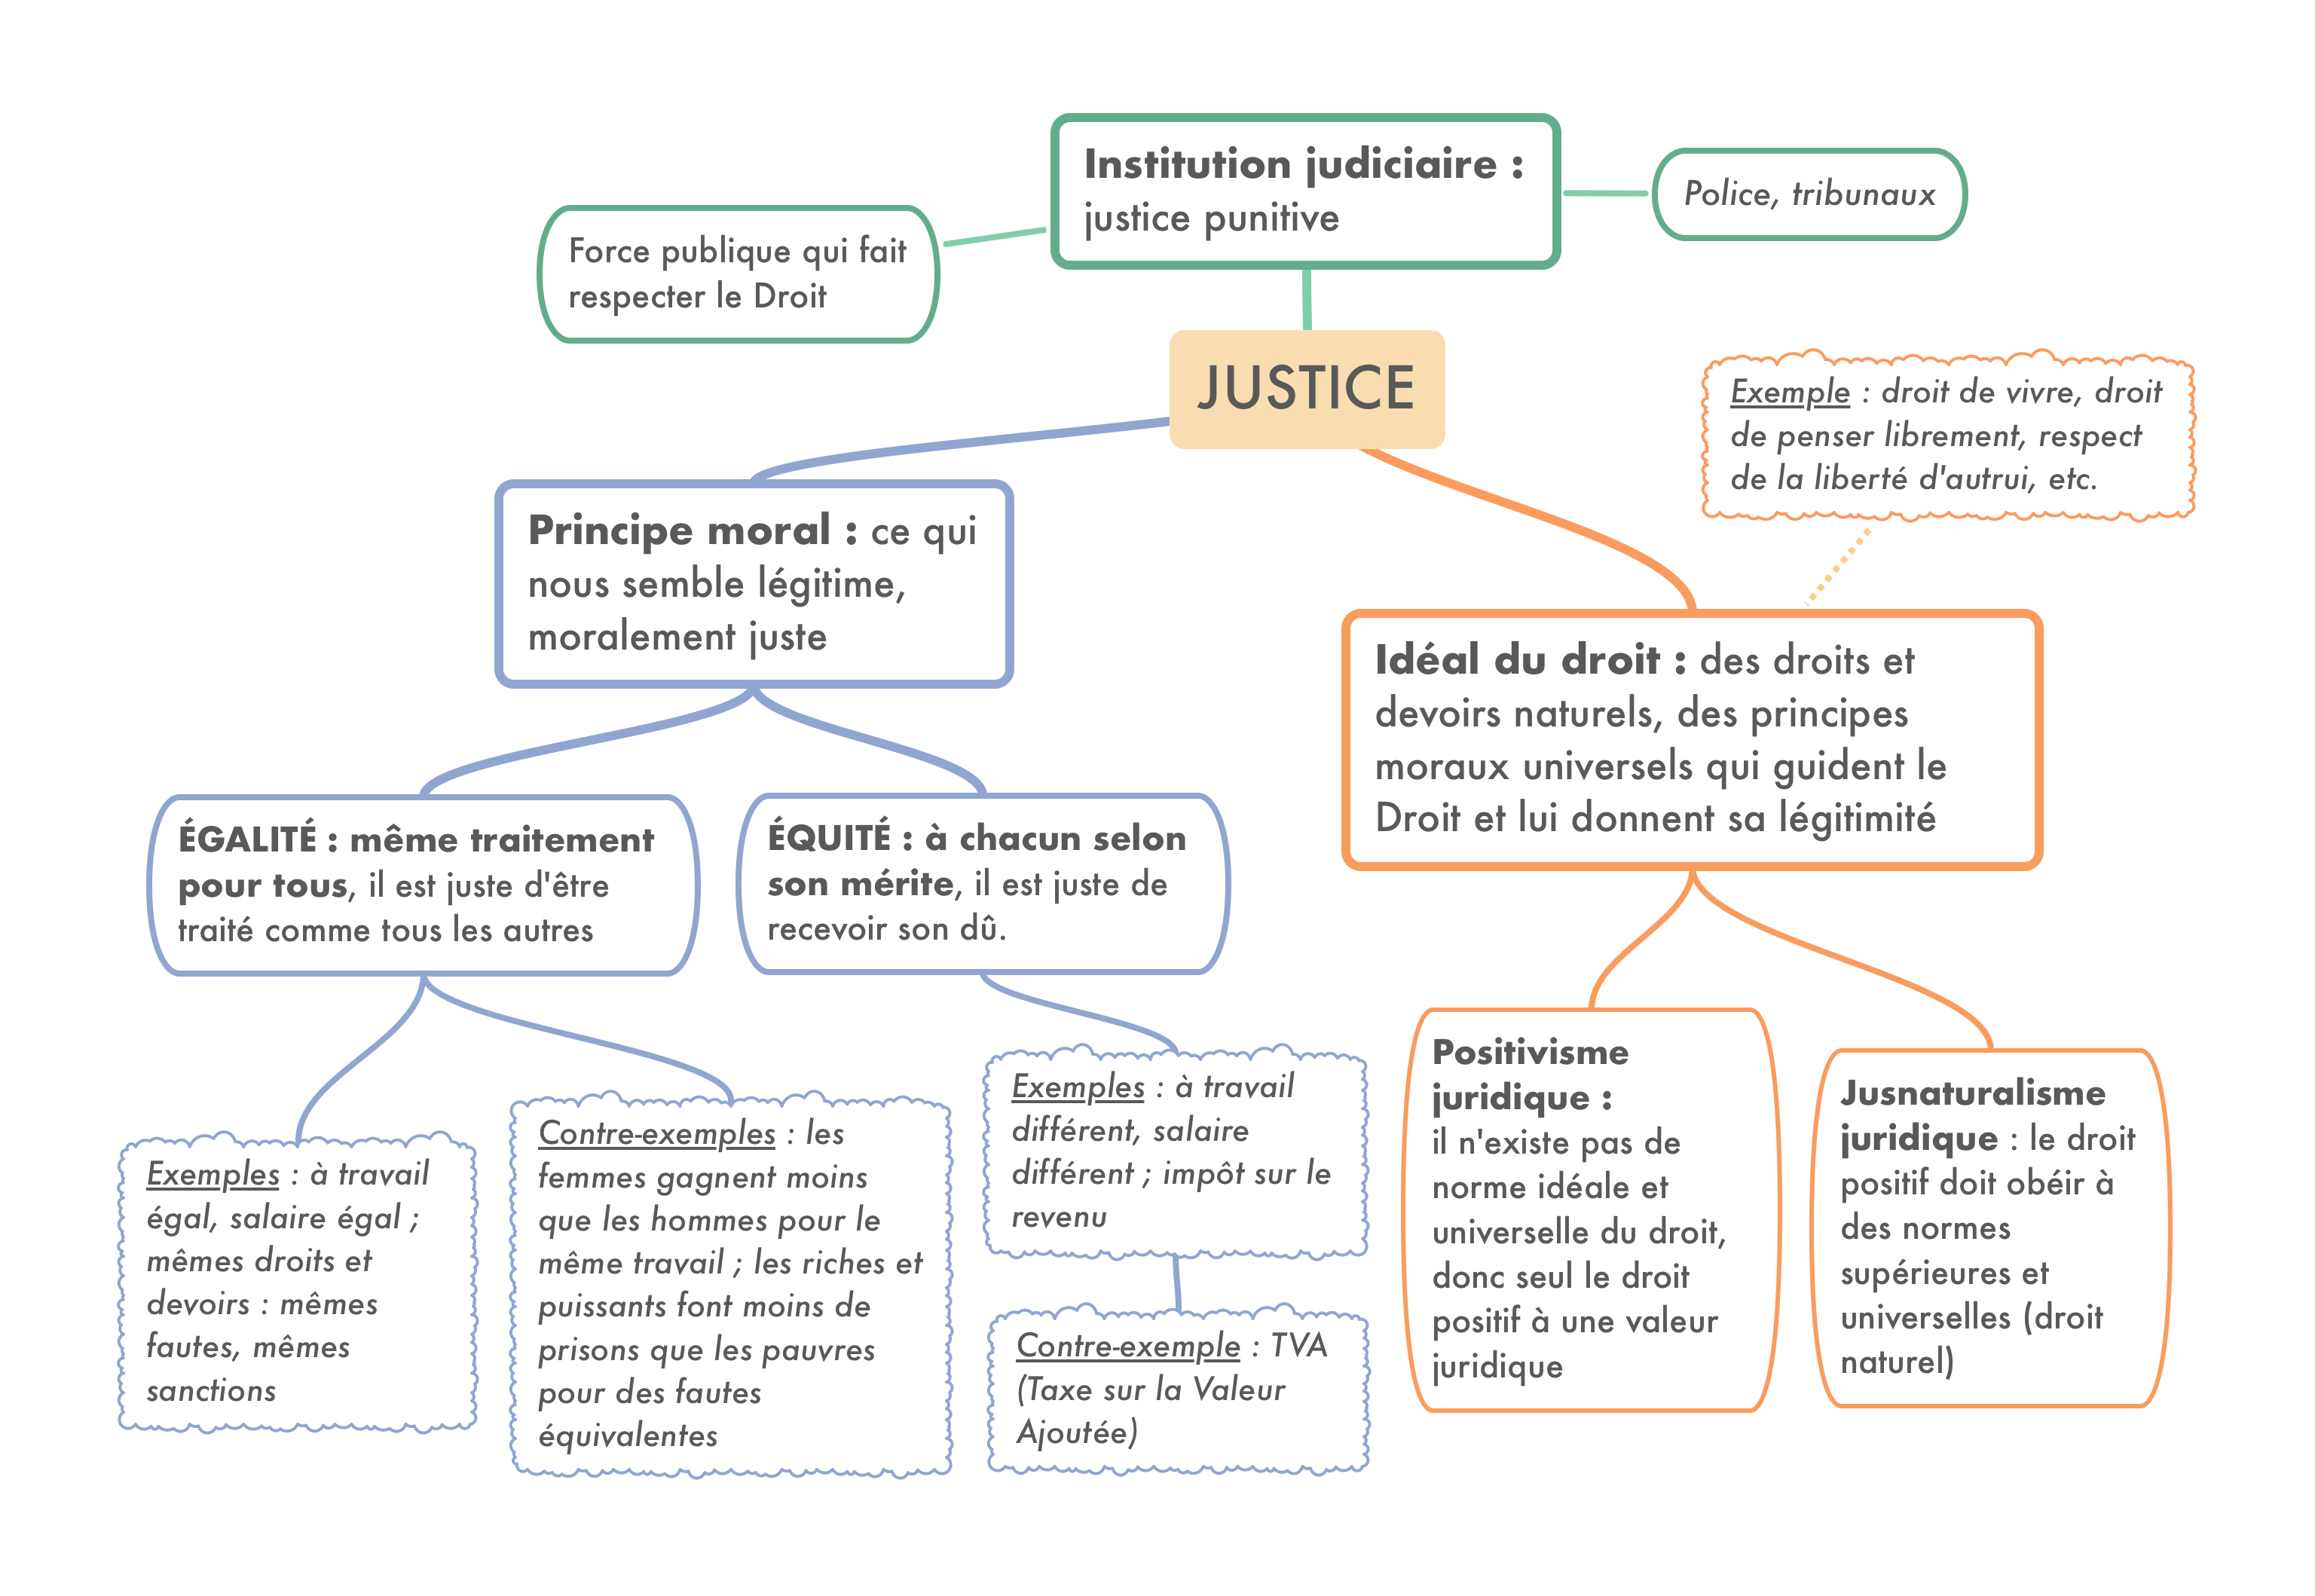 Institution judiciaire :
justice punitive
Police, tribunaux
Force publique qui fait
respecter le Droit
JUSTICE
Exemple : droit de vivre, droit
de penser librement, respect
de la liberté d'autrui, etc.
Principe moral : ce qui
nous semble légitime,
moralement juste
Idéal du droit : des droits et
devoirs naturels, des principes
moraux universels qui guident le
Droit et lui donnent sa légitimité
ÉGALITÉ : même traitement
pour tous, il est juste d'être
traité comme tous les autres
ÉQUITÉ : à chacun selon
son mérite, il est juste de
recevoir son dû.
Exemples : à travail
égal, salaire égal ;
mêmes droits et
devoirs : mêmes
fautes, mêmes
sanctions
Contre-exemples : les
femmes gagnent moins
que les hommes pour le
même travail ; les riches et
puissants font moins de
prisons que les pauvres
pour des fautes
équivalentes
Exemples : à travail
différent, salaire
différent ; impôt sur le
revenu
Contre-exemple : TVA
(Taxe sur la Valeur
Ajoutée)
Positivisme
juridique :
il n'existe pas de
norme idéale et
universelle du droit,
donc seul le droit
positif à une valeur
juridique
Jusnaturalisme
juridique : le droit
positif doit obéir à
des normes
supérieures et
universelles (droit
naturel)